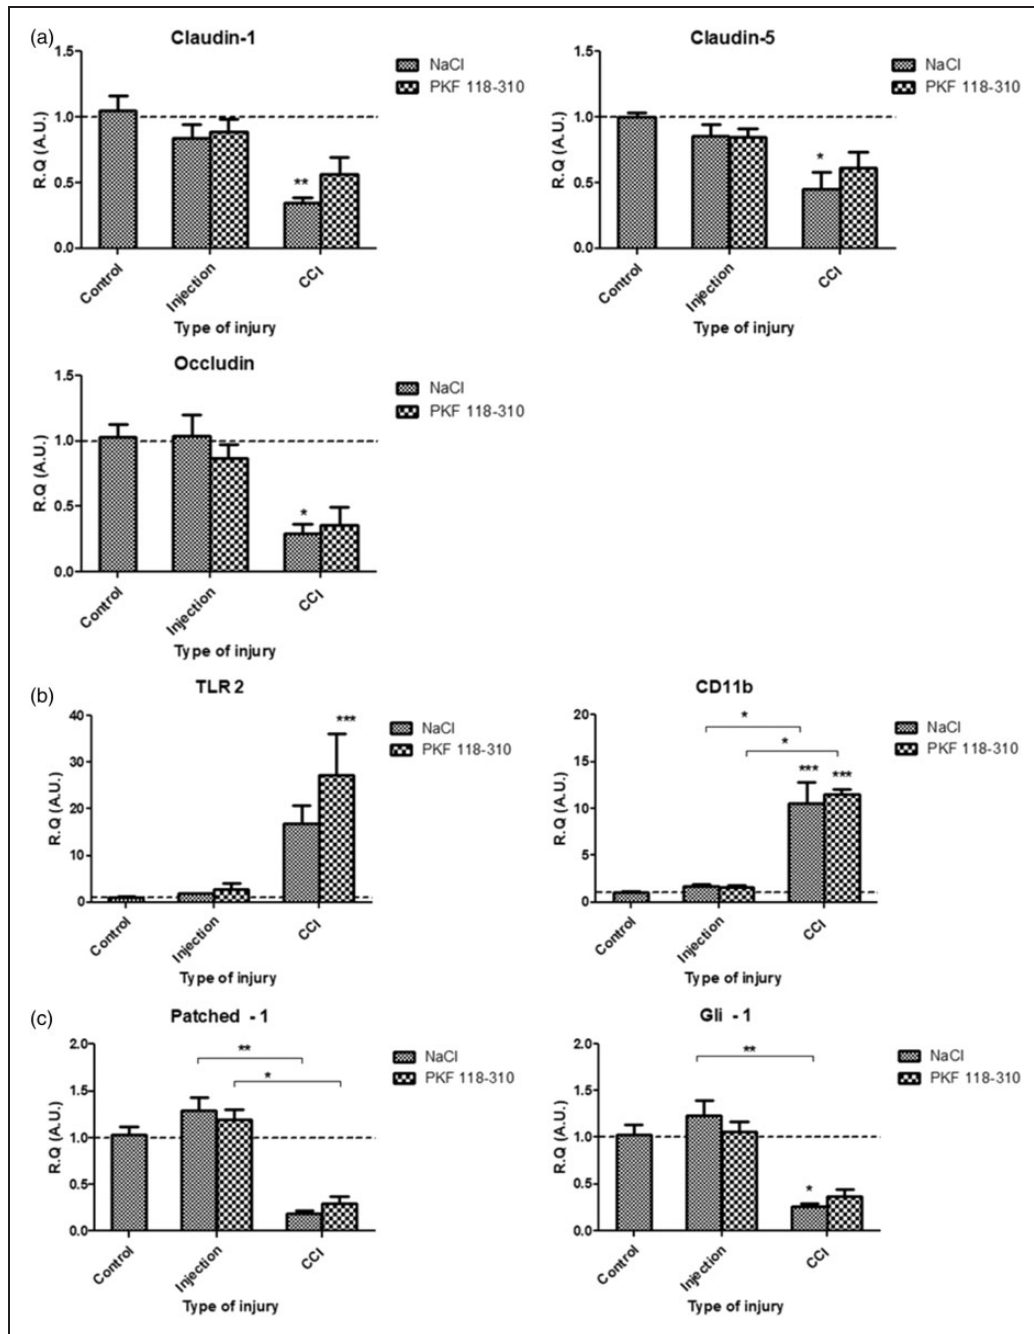 (a)
Claudin-1
1.5
1.0
0.5
0.0
R.Q (A.U.)
**
NaCl
PKF 118-310
Control
Injection
CCI
Type of injury
Claudin-5
1.5
1.0
0.5
0.0
R.Q (A.U.)
*
NaCl
PKF 118-310
Control
Injection
CCI
Type of injury
Occludin
1.5
1.0
0.5
0.0
R.Q (A.U.)
*
NaCl
PKF 118-310
Control
Injection
CCI
Type of injury
(b)
TLR 2
40
30
20
10
0
R.Q (A.U.)
***
NaCl
PKF 118-310
Control
Injection
CCI
Type of injury
CD11b
20
15
10
5
0
R.Q (A.U.)
*
*
***
***
NaCl
PKF 118-310
Control
Injection
CCI
Type of injury
(c)
Patched - 1
2.0
1.5
1.0
0.5
0.0
R.Q (A.U.)
**
*
NaCl
PKF 118-310
Control
Injection
CCI
Type of injury
Gli - 1
2.0
1.5
1.0
0.5
0.0
R.Q (A.U.)
**
*
NaCl
PKF 118-310
Control
Injection
CCI
Type of injury